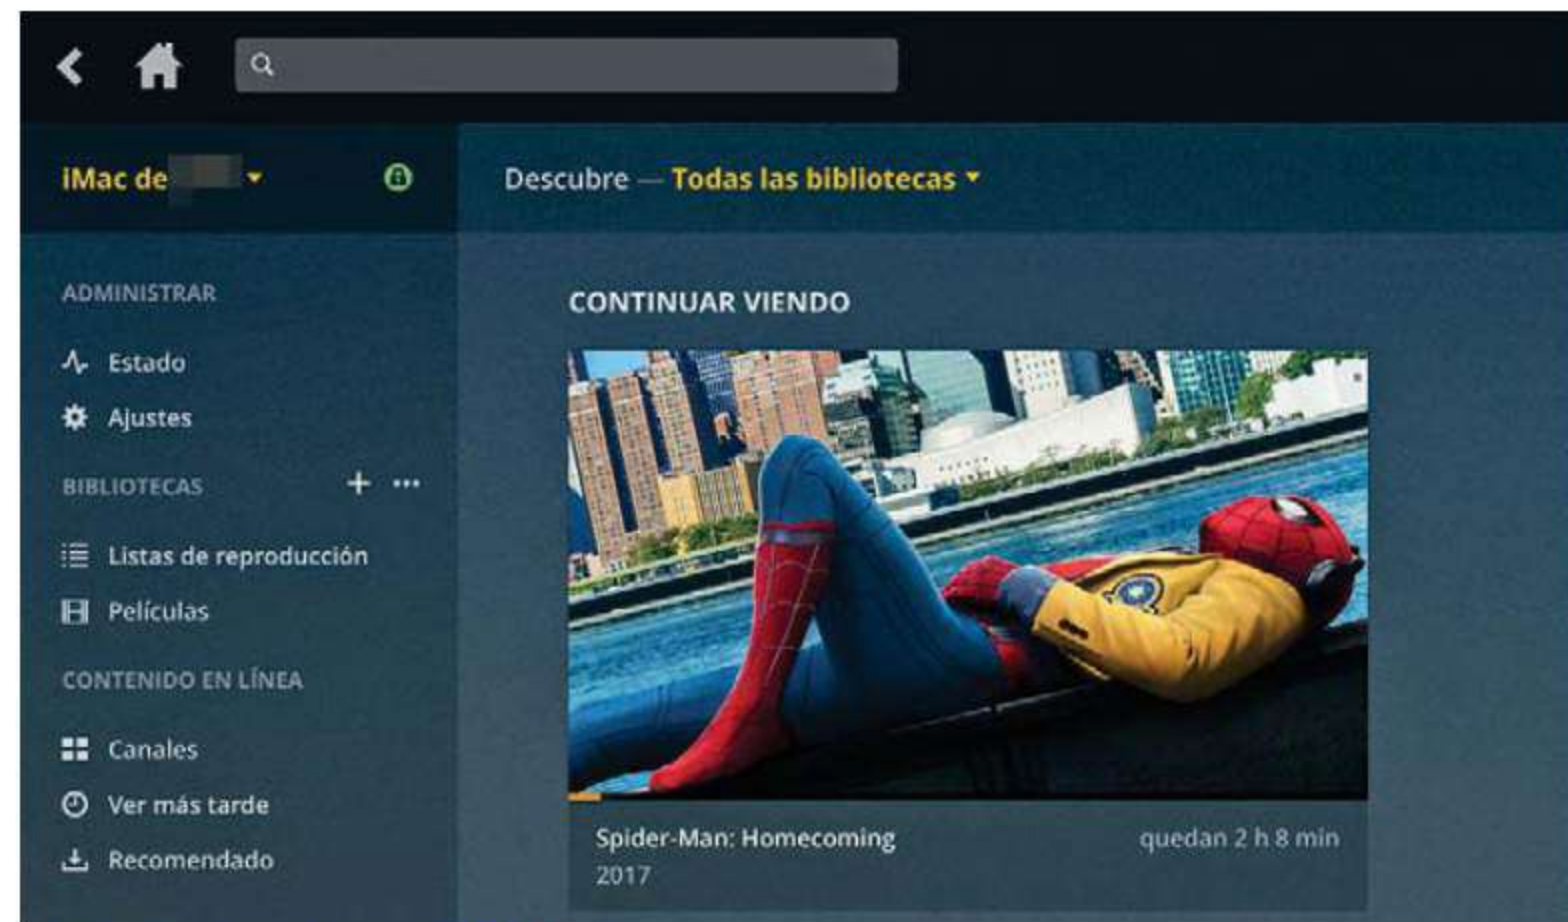 iMac de
Descubre — Todas las bibliotecas
ADMINISTRAR
Estado
Ajustes
BIBLIOTECAS
Listas de reproducción
Películas
CONTENIDO EN LÍNEA
Canales
Ver más tarde
Recomendado
CONTINUAR VIENDO
Spider-Man: Homecoming
quedan 2 h 8 min
2017